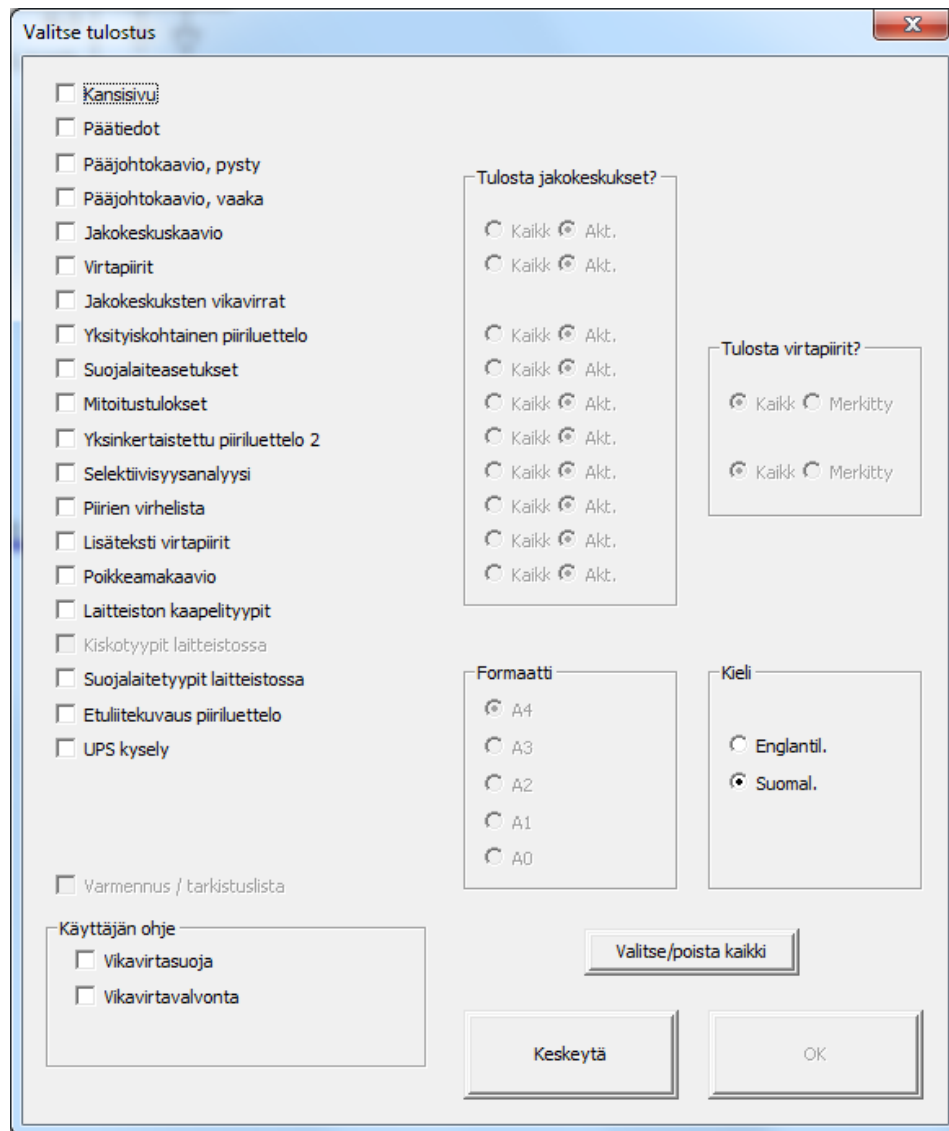 Valitse tulostus
Kansisivu
Päätiedot
Pääjohtokaavio, pysty
Pääjohtokaavio, vaaka
Jakokeskuskaavio
Virtapiirit
Jakokeskuksten vikavirrat
Yksityiskohtainen piiriluettelo
Suojalaiteasetukset
Mitoitustulokset
Yksinkertaistettu piiriluettelo 2
Selektiivisyysanalyysi
Piirien virhelista
Lisäteksti virtapiirit
Poikkeamakaavio
Laitteiston kaapelityypit
Kiskotyypit laitteistossa
Suojalaitetyypit laitteistossa
Etuliitekuvaus piiriluettelo
UPS kysely
Varmennus / tarkistuslista
Käyttäjän ohje
Vikavirtasuoja
Vikavirtavalvonta
Tulosta jakokeskukset?
Kaikk Akt.
Kaikk Akt.
Kaikk Akt.
Kaikk Akt.
Kaikk Akt.
Kaikk Akt.
Kaikk Akt.
Kaikk Akt.
Kaikk Akt.
Kaikk Akt.
Tulosta virtapiirit?
Kaikk Merkitty
Kaikk Merkitty
Formaatti
A4
A3
A2
A1
A0
Kieli
Englantil.
Suomal.
Valitse/poista kaikki
Keskeytä
OK